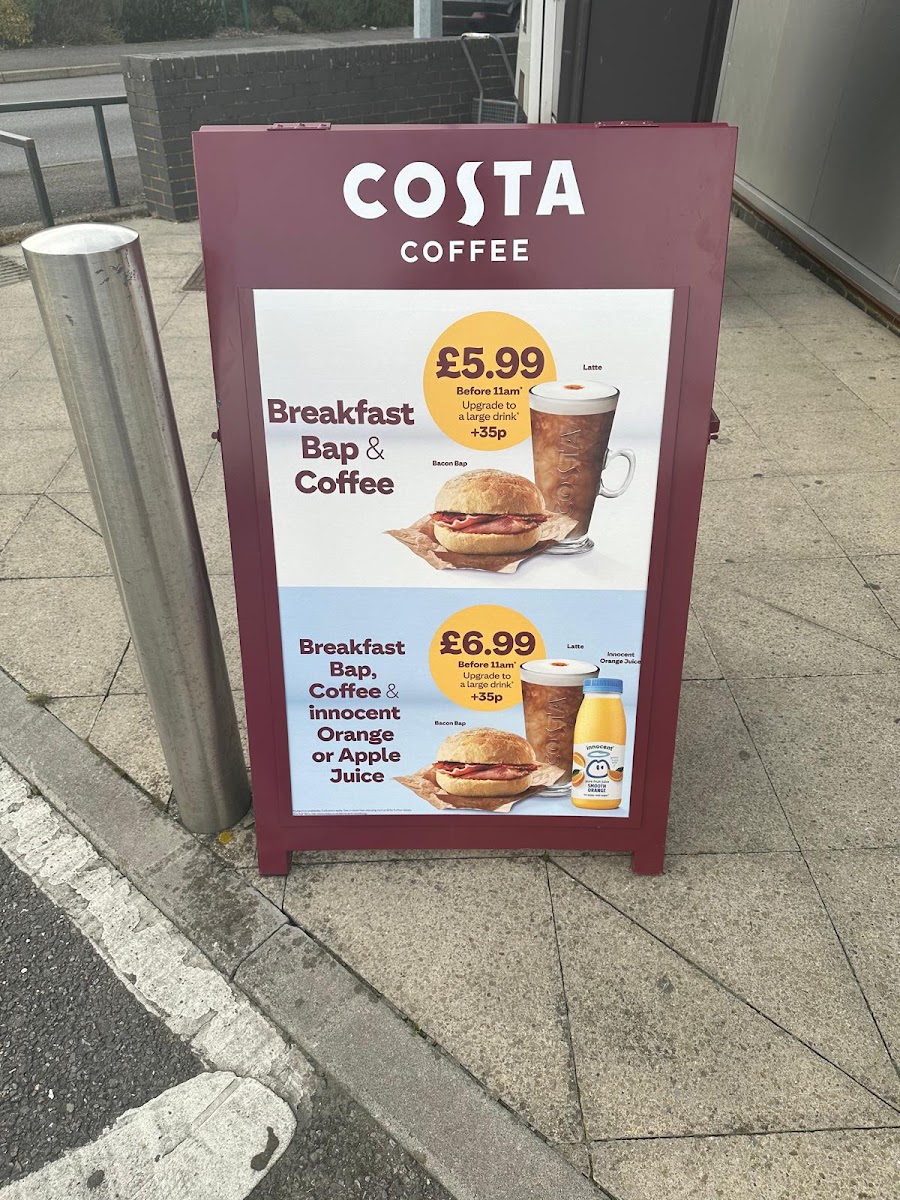 COSTA
COFFEE
Breakfast
Bap &
Coffee
£5.99
Before 11am*
Upgrade to
a large drink*
+35p
Latte
Bacon Bap
COSTA
Breakfast
Bap,
Coffee &
innocent
Orange
or Apple
Juice
£6.99
Before 11am*
Upgrade to
a large drink*
+35p
Latte
Innocent
Orange Juice
Bacon Bap
COSTA
innocent
SMOOTH
ORANGE